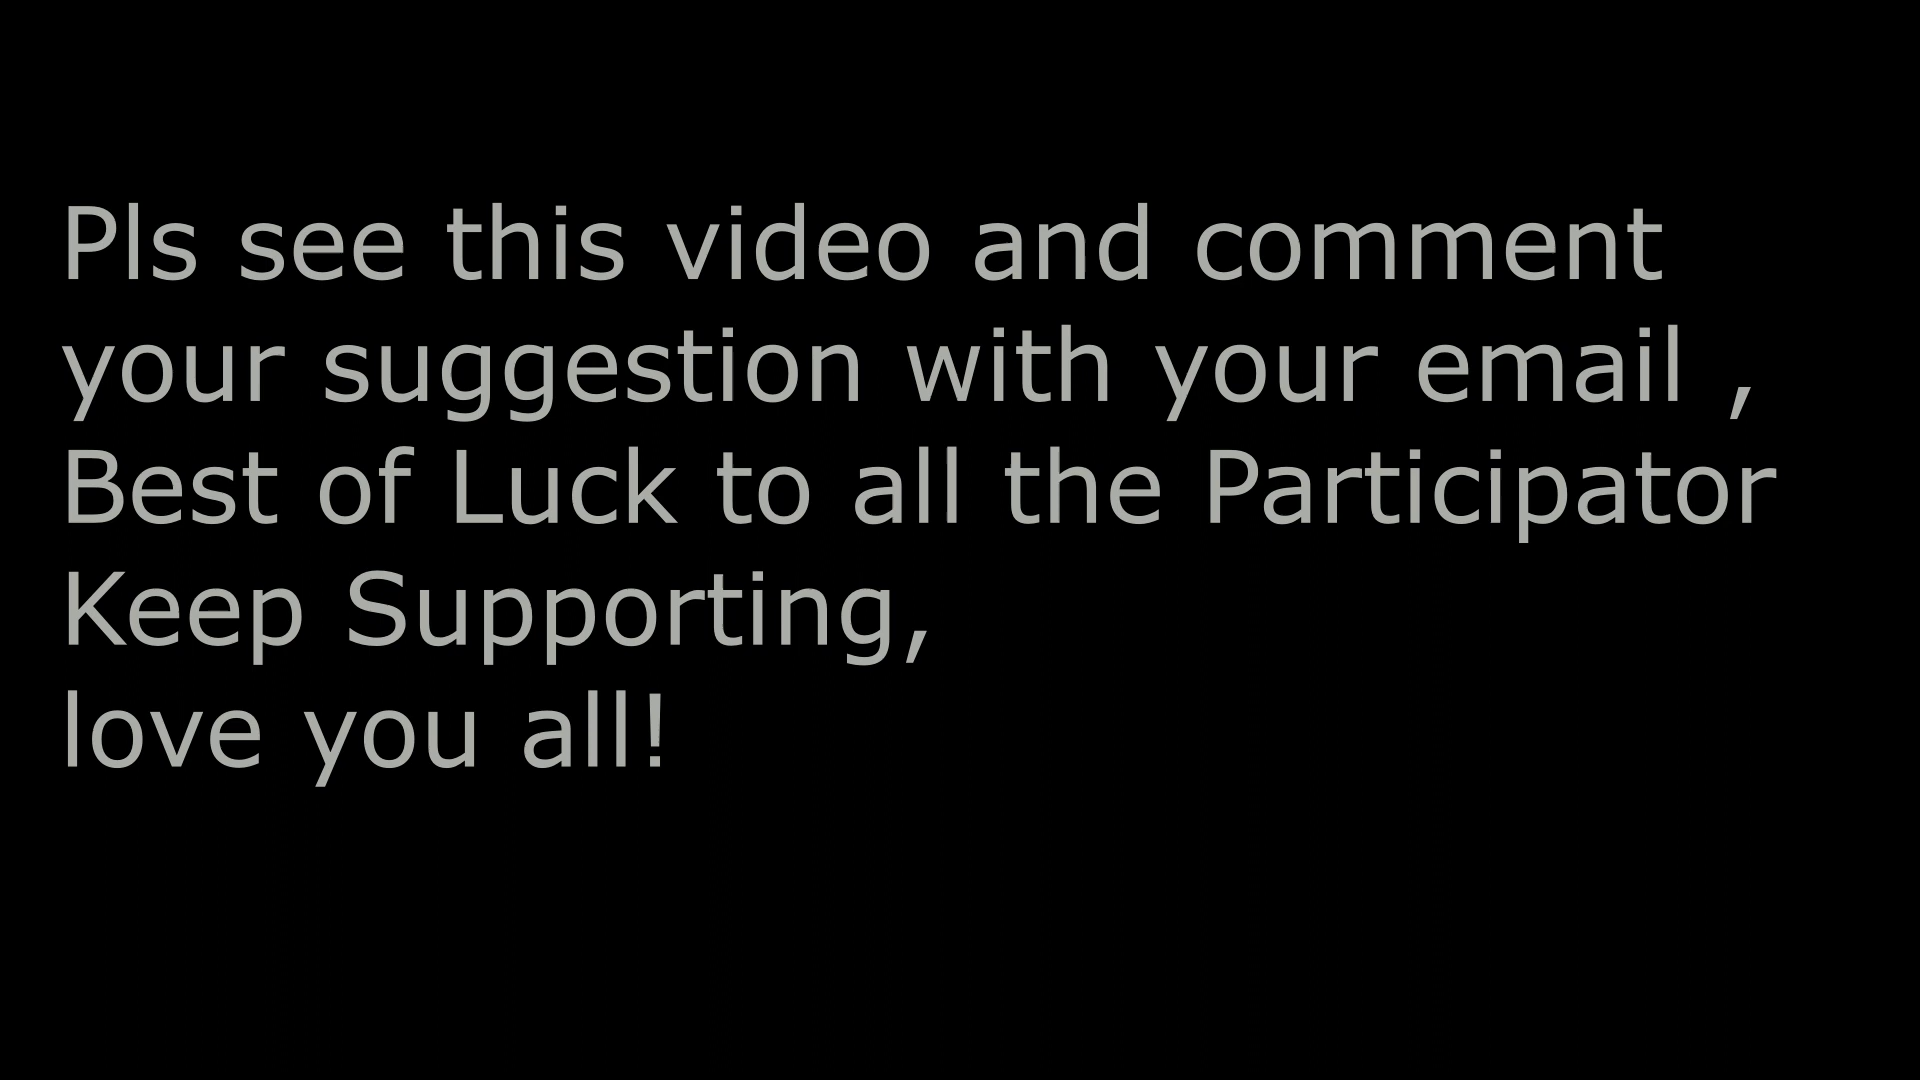 Pls see this video and comment
your suggestion with your email ,
Best of Luck to all the Participator
Keep Supporting,
love you all!